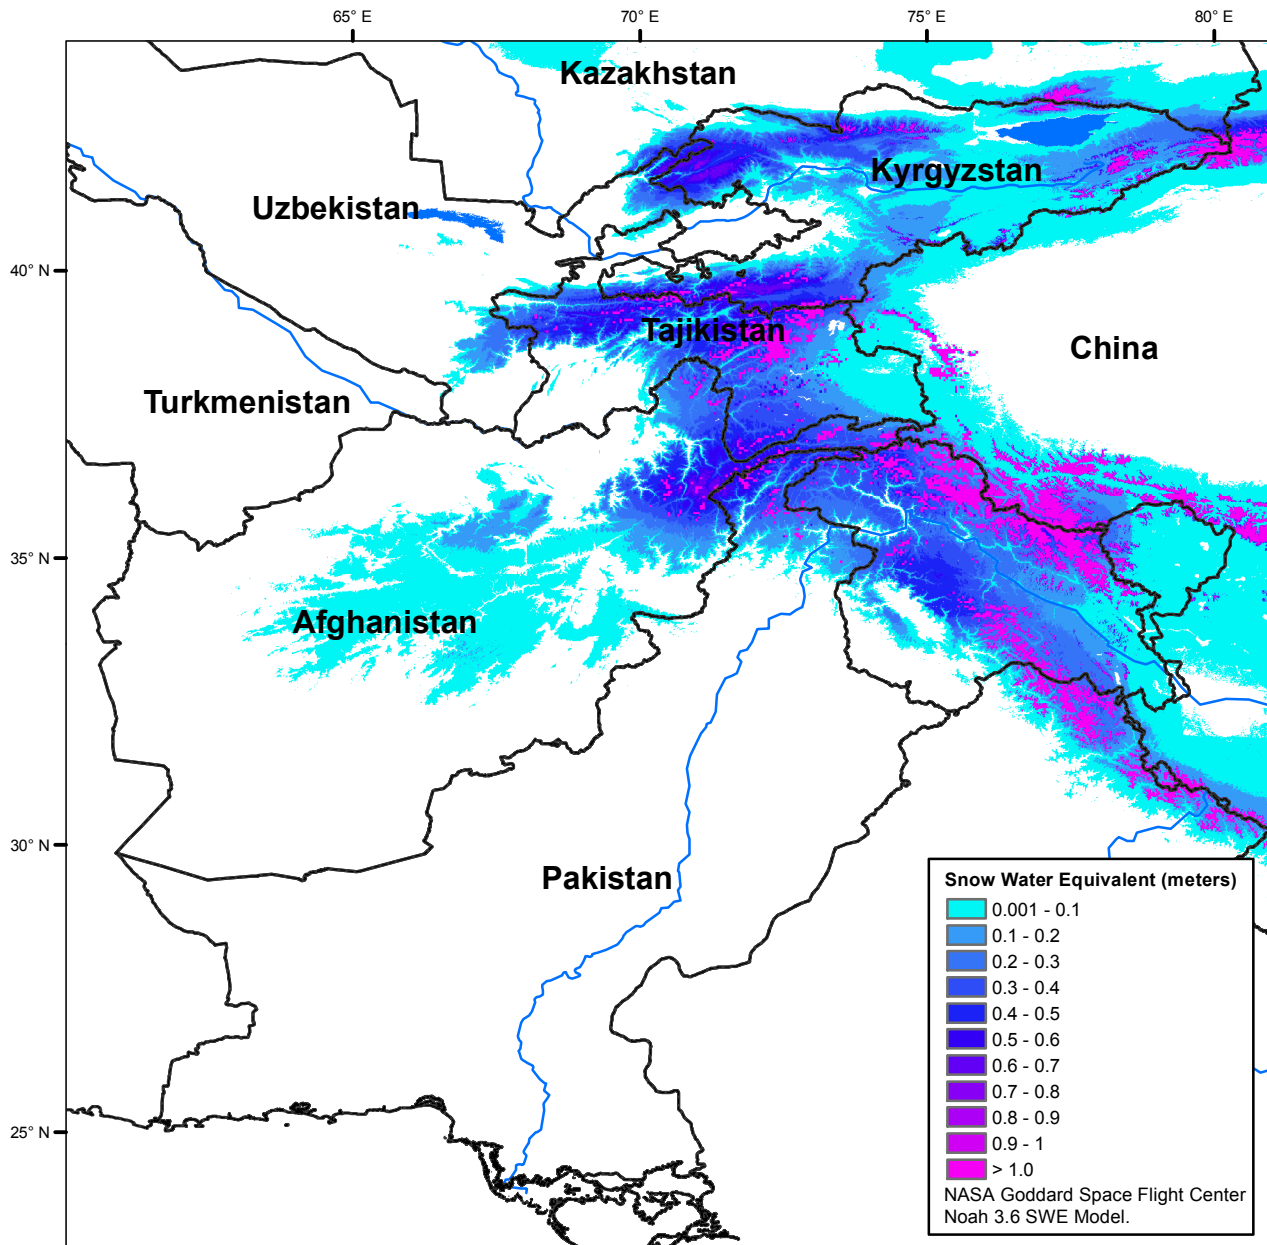 65° E
70° E
75° E
80° E
Kazakhstan
Kyrgyzstan
Uzbekistan
40° N
Tajikistan
China
Turkmenistan
35° N
Afghanistan
30° N
Pakistan
25° N
Snow Water Equivalent (meters)
0.001 - 0.1
0.1 - 0.2
0.2 - 0.3
0.3 - 0.4
0.4 - 0.5
0.5 - 0.6
0.6 - 0.7
0.7 - 0.8
0.8 - 0.9
0.9 - 1
> 1.0
NASA Goddard Space Flight Center
Noah 3.6 SWE Model.